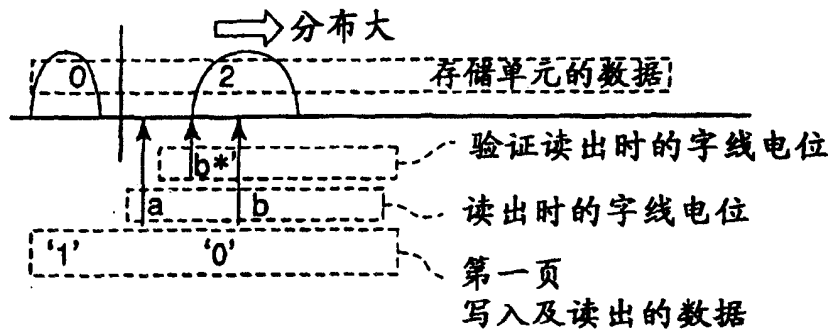 分布大
0 2 存储单元的数据
b*' 验证读出时的字线电位
a b 读出时的字线电位
‘1’ ‘0’ 第一页
写入及读出的数据